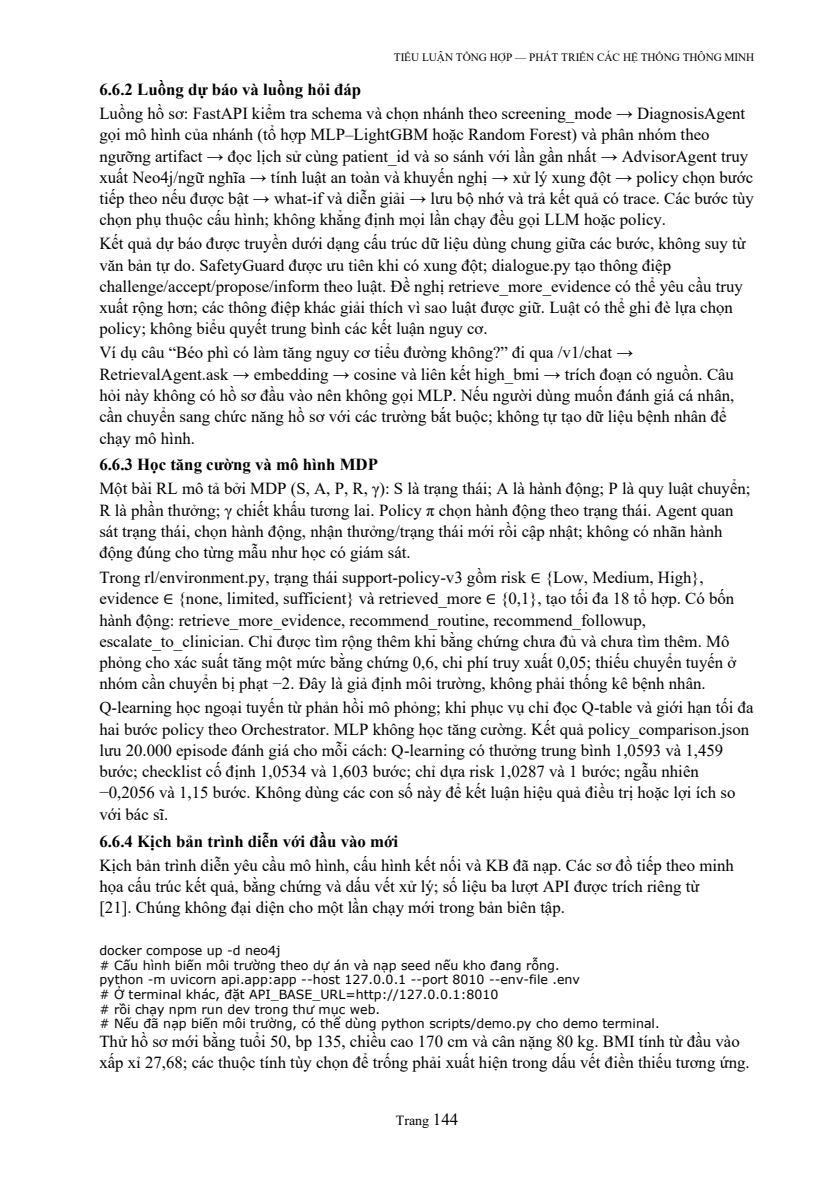 TIỂU LUẬN TỔNG HỢP — PHÁT TRIỂN CÁC HỆ THỐNG THÔNG MINH
6.6.2 Luồng dự báo và luồng hỏi đáp
Luồng hồ sơ: FastAPI kiểm tra schema và chọn nhánh theo screening_mode → DiagnosisAgent
gọi mô hình của nhánh (tổ hợp MLP–LightGBM hoặc Random Forest) và phân nhóm theo
ngưỡng artifact → đọc lịch sử cùng patient_id và so sánh với lần gần nhất → AdvisorAgent truy
xuất Neo4j/ngữ nghĩa → tính luật an toàn và khuyến nghị → xử lý xung đột → policy chọn bước
tiếp theo nếu được bật → what-if và diễn giải → lưu bộ nhớ và trả kết quả có trace. Các bước tùy
chọn phụ thuộc cấu hình; không khẳng định mọi lần chạy đều gọi LLM hoặc policy.
Kết quả dự báo được truyền dưới dạng cấu trúc dữ liệu dùng chung giữa các bước, không suy từ
văn bản tự do. SafetyGuard được ưu tiên khi có xung đột; dialogue.py tạo thông điệp
challenge/accept/propose/inform theo luật. Đề nghị retrieve_more_evidence có thể yêu cầu truy
xuất rộng hơn; các thông điệp khác giải thích vì sao luật được giữ. Luật có thể ghi đè lựa chọn
policy; không biểu quyết trung bình các kết luận nguy cơ.
Ví dụ câu “Béo phì có làm tăng nguy cơ tiểu đường không?” đi qua /v1/chat →
RetrievalAgent.ask → embedding → cosine và liên kết high_bmi → trích đoạn có nguồn. Câu
hỏi này không có hồ sơ đầu vào nên không gọi MLP. Nếu người dùng muốn đánh giá cá nhân,
cần chuyển sang chức năng hồ sơ với các trường bắt buộc; không tự tạo dữ liệu bệnh nhân để
chạy mô hình.
6.6.3 Học tăng cường và mô hình MDP
Một bài RL mô tả bởi MDP (S, A, P, R, γ): S là trạng thái; A là hành động; P là quy luật chuyển;
R là phần thưởng; γ chiết khấu tương lai. Policy π chọn hành động theo trạng thái. Agent quan
sát trạng thái, chọn hành động, nhận thưởng/trạng thái mới rồi cập nhật; không có nhãn hành
động đúng cho từng mẫu như học có giám sát.
Trong rl/environment.py, trạng thái support-policy-v3 gồm risk ∈ {Low, Medium, High},
evidence ∈ {none, limited, sufficient} và retrieved_more ∈ {0,1}, tạo tối đa 18 tổ hợp. Có bốn
hành động: retrieve_more_evidence, recommend_routine, recommend_followup,
escalate_to_clinician. Chỉ được tìm rộng thêm khi bằng chứng chưa đủ và chưa tìm thêm. Mô
phỏng cho xác suất tăng một mức bằng chứng 0,6, chi phí truy xuất 0,05; thiếu chuyển tuyến ở
nhóm cần chuyển bị phạt −2. Đây là giả định môi trường, không phải thống kê bệnh nhân.
Q-learning học ngoại tuyến từ phản hồi mô phỏng; khi phục vụ chỉ đọc Q-table và giới hạn tối đa
hai bước policy theo Orchestrator. MLP không học tăng cường. Kết quả policy_comparison.json
lưu 20.000 episode đánh giá cho mỗi cách: Q-learning có thưởng trung bình 1,0593 và 1,459
bước; checklist cố định 1,0534 và 1,603 bước; chỉ dựa risk 1,0287 và 1 bước; ngẫu nhiên
−0,2056 và 1,15 bước. Không dùng các con số này để kết luận hiệu quả điều trị hoặc lợi ích so
với bác sĩ.
6.6.4 Kịch bản trình diễn với đầu vào mới
Kịch bản trình diễn yêu cầu mô hình, cấu hình kết nối và KB đã nạp. Các sơ đồ tiếp theo minh
họa cấu trúc kết quả, bằng chứng và dấu vết xử lý; số liệu ba lượt API được trích riêng từ
[21]. Chúng không đại diện cho một lần chạy mới trong bản biên tập.
docker compose up -d neo4j
# Cấu hình biến môi trường theo dự án và nạp seed nếu kho đang rỗng.
python -m uvicorn api.app:app --host 127.0.0.1 --port 8010 --env-file .env
# Ở terminal khác, đặt API_BASE_URL=http://127.0.0.1:8010
# rồi chạy npm run dev trong thư mục web.
# Nếu đã nạp biến môi trường, có thể dùng python scripts/demo.py cho demo terminal.
Thử hồ sơ mới bằng tuổi 50, bp 135, chiều cao 170 cm và cân nặng 80 kg. BMI tính từ đầu vào
xấp xỉ 27,68; các thuộc tính tùy chọn để trống phải xuất hiện trong dấu vết điền thiếu tương ứng.
Trang 144